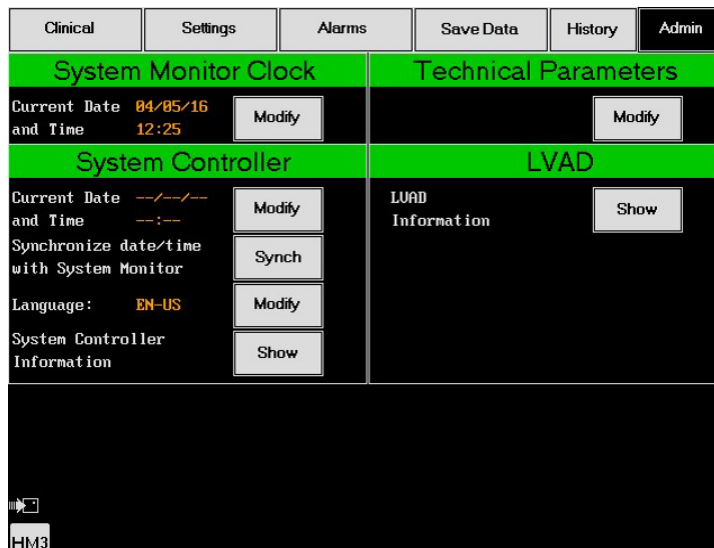 Clinical Settings Alarms Save Data History Admin
System Monitor Clock
Current Date 04/05/16
and Time 12:25
Modify
Technical Parameters
Modify
System Controller
Current Date --/--/--
and Time --:--
Modify
Synchronize date/time
with System Monitor
Synch
Language: EN-US
Modify
System Controller
Information
Show
LVAD
LVAD
Information
Show
HM3